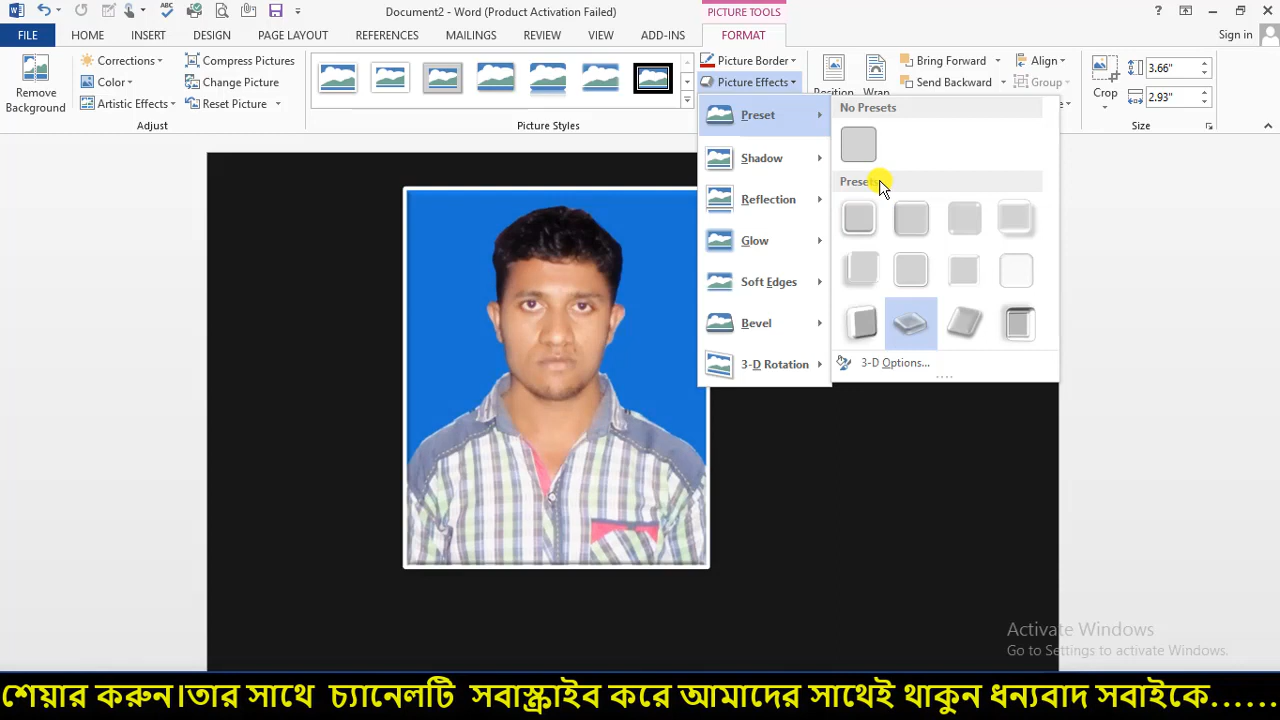 Document2 - Word (Product Activation Failed)
PICTURE TOOLS
?
FILE
HOME
INSERT
DESIGN
PAGE LAYOUT
REFERENCES
MAILINGS
REVIEW
VIEW
ADD-INS
FORMAT
Sign in
Remove Background
Corrections
Color
Artistic Effects
Compress Pictures
Change Picture
Reset Picture
Adjust
Picture Styles
Picture Border
Picture Effects
Position
Wrap
Bring Forward
Send Backward
Align
Group
Crop
3.66"
2.93"
Size
Preset
Shadow
Reflection
Glow
Soft Edges
Bevel
3-D Rotation
No Presets
Presets
3-D Options...
Activate Windows
Go to Settings to activate Windows.
শেয়ার করুন।তার সাথে চ্যানেলটি সবাস্ক্রাইব করে আমাদের সাথেই থাকুন ধন্যবাদ সবাইকে......